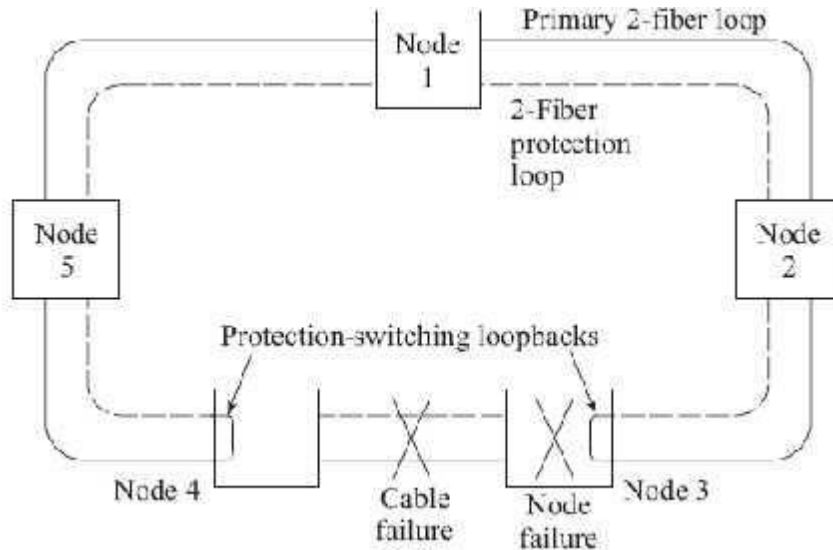 Primary 2-fiber loop
Node
1
2-Fiber
protection
loop
Node
5
Node
2
Protection-switching loopbacks
Node 4
Cable
failure
Node
failure
Node 3